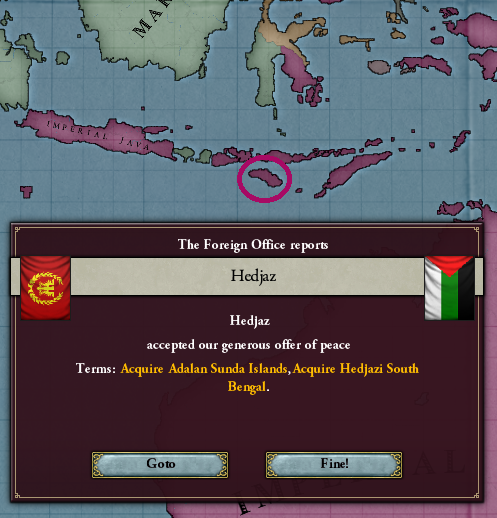 MA
IMPERIAL JAVA
The Foreign Office reports
Hedjaz
Hedjaz
accepted our generous offer of peace
Terms: Acquire Adalan Sunda Islands, Acquire Hedjazi South
Bengal.
Goto
Fine!